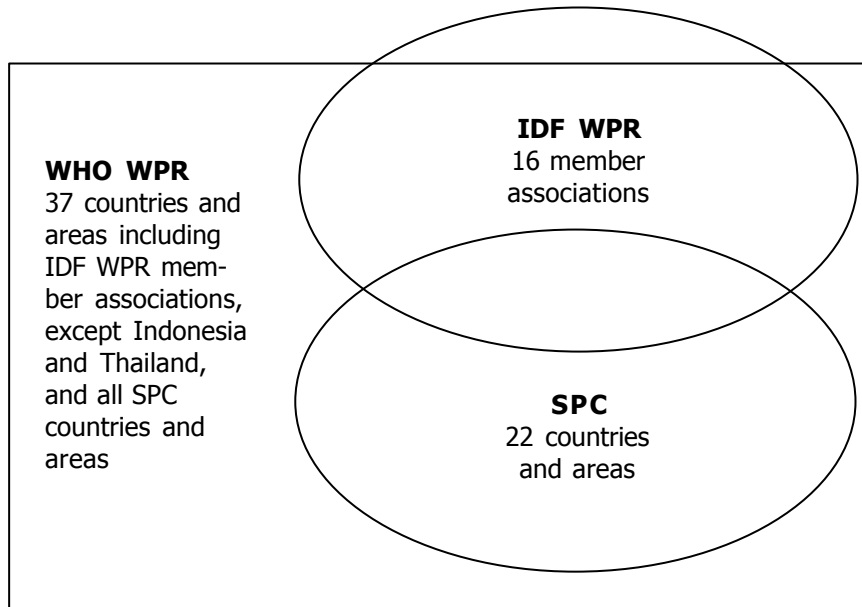 WHO WPR
37 countries and
areas including
IDF WPR mem-
ber associations,
except Indonesia
and Thailand,
and all SPC
countries and
areas
IDF WPR
16 member
associations
SPC
22 countries
and areas